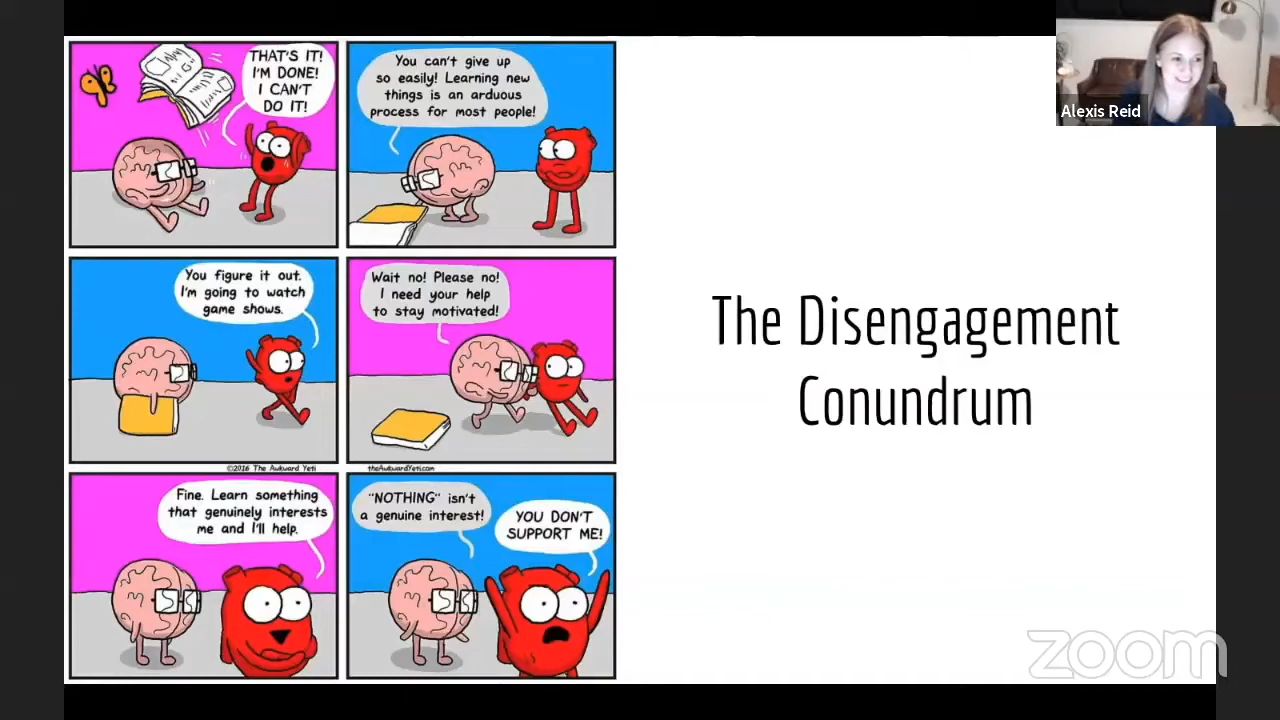 THAT'S IT!
I'M DONE!
I CAN'T
DO IT!
You can't give up
so easily! Learning new
things is an arduous
process for most people!
You figure it out.
I'm going to watch
game shows.
Wait no! Please no!
I need your help
to stay motivated!
©2016 The Awkward Yeti
theAwkwardYeti.com
Fine. Learn something
that genuinely interests
me and I'll help.
"NOTHING" isn't
a genuine interest!
YOU DON'T
SUPPORT ME!
The Disengagement
Conundrum
Alexis Reid
zoom